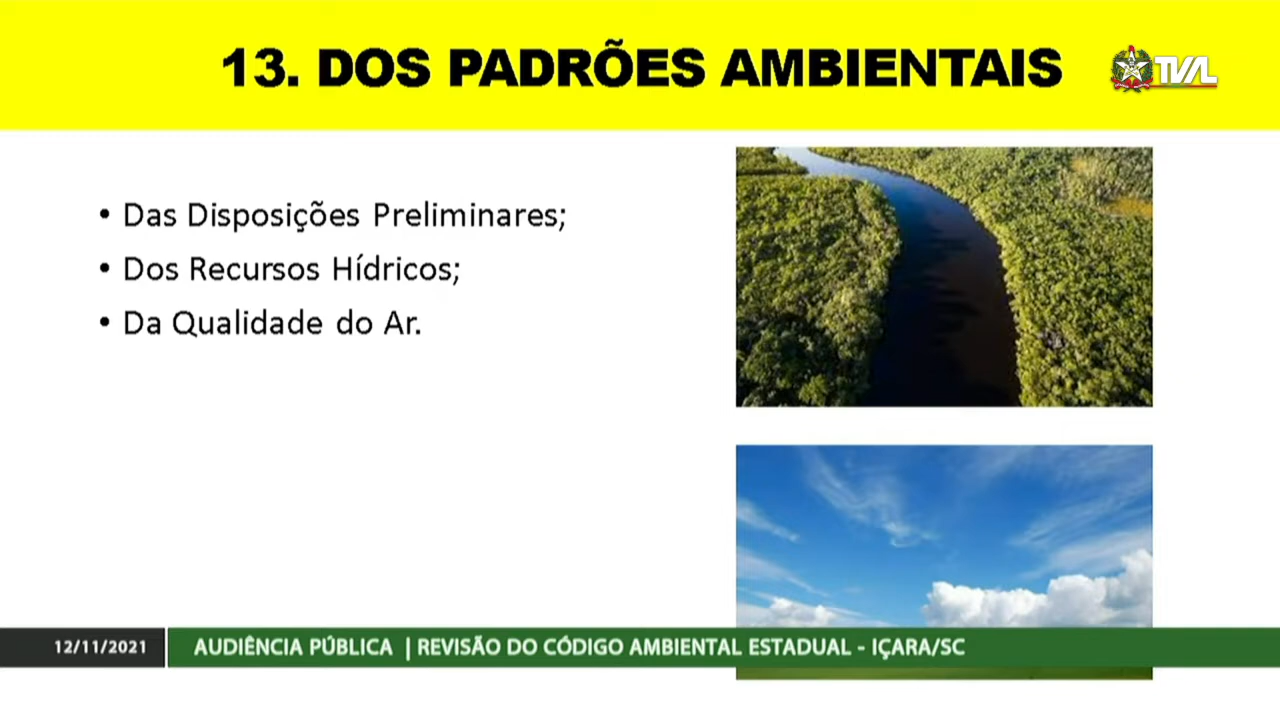 13. DOS PADRÕES AMBIENTAIS
TVAL
• Das Disposições Preliminares;
• Dos Recursos Hídricos;
• Da Qualidade do Ar.
12/11/2021
AUDIÊNCIA PÚBLICA | REVISÃO DO CÓDIGO AMBIENTAL ESTADUAL - IÇARA/SC